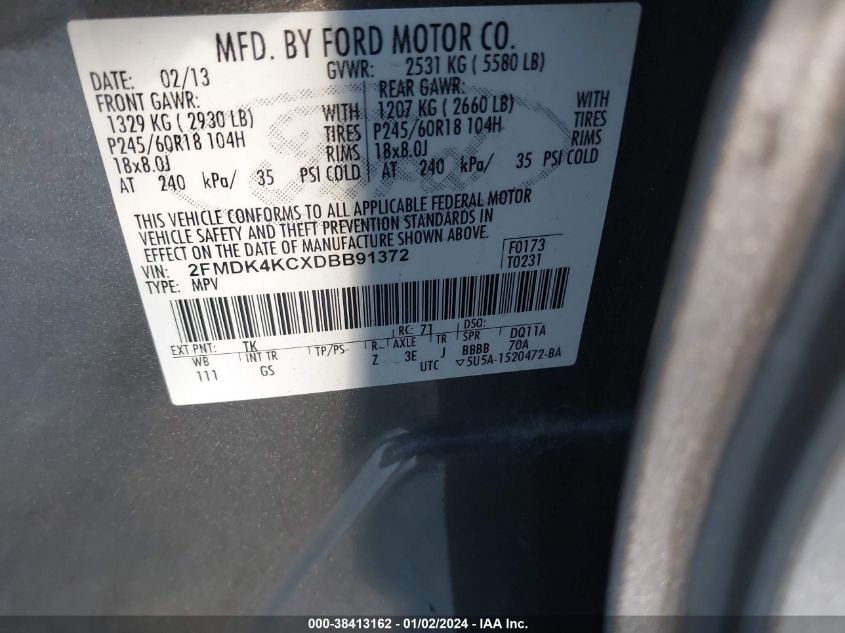 MFD. BY FORD MOTOR CO.
DATE: 02/13
GVWR: 2531 KG ( 5580 LB)
FRONT GAWR:
REAR GAWR:
1329 KG ( 2930 LB) WITH
1207 KG ( 2660 LB) WITH
P245/60R18 104H TIRES
P245/60R18 104H TIRES
18x8.0J RIMS
18x8.0J RIMS
AT 240 kPa/ 35 PSI COLD
AT 240 kPa/ 35 PSI COLD
THIS VEHICLE CONFORMS TO ALL APPLICABLE FEDERAL MOTOR
VEHICLE SAFETY AND THEFT PREVENTION STANDARDS IN
EFFECT ON THE DATE OF MANUFACTURE SHOWN ABOVE.
VIN: 2FMDK4KCXDBB91372
F0173
TYPE: MPV
T0231
EXT PNT: TK RC: 71 DSO:
WB INT TR TP/PS R AXLE TR SPR DQ11A
111 GS Z 3E J BBBB 70A
UTC ▽5U5A-1520472-BA
000-38413162 - 01/02/2024 - IAA Inc.